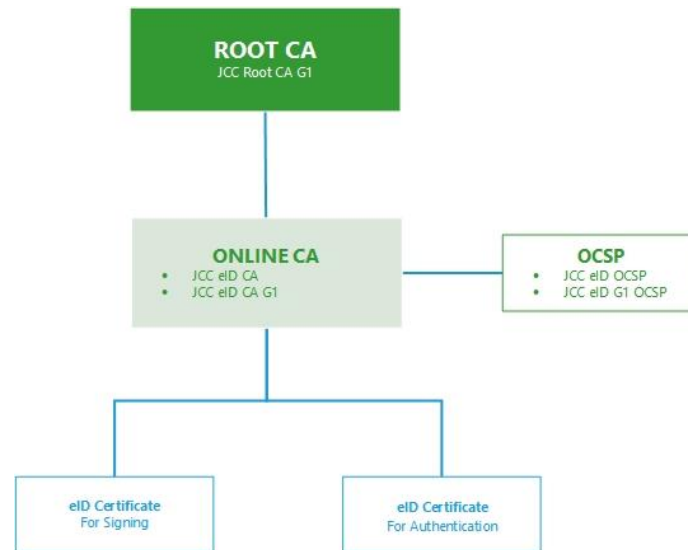 ROOT CA
JCC Root CA G1
ONLINE CA
• JCC eID CA
• JCC eID CA G1
OCSP
• JCC eID OCSP
• JCC eID G1 OCSP
eID Certificate
For Signing
eID Certificate
For Authentication